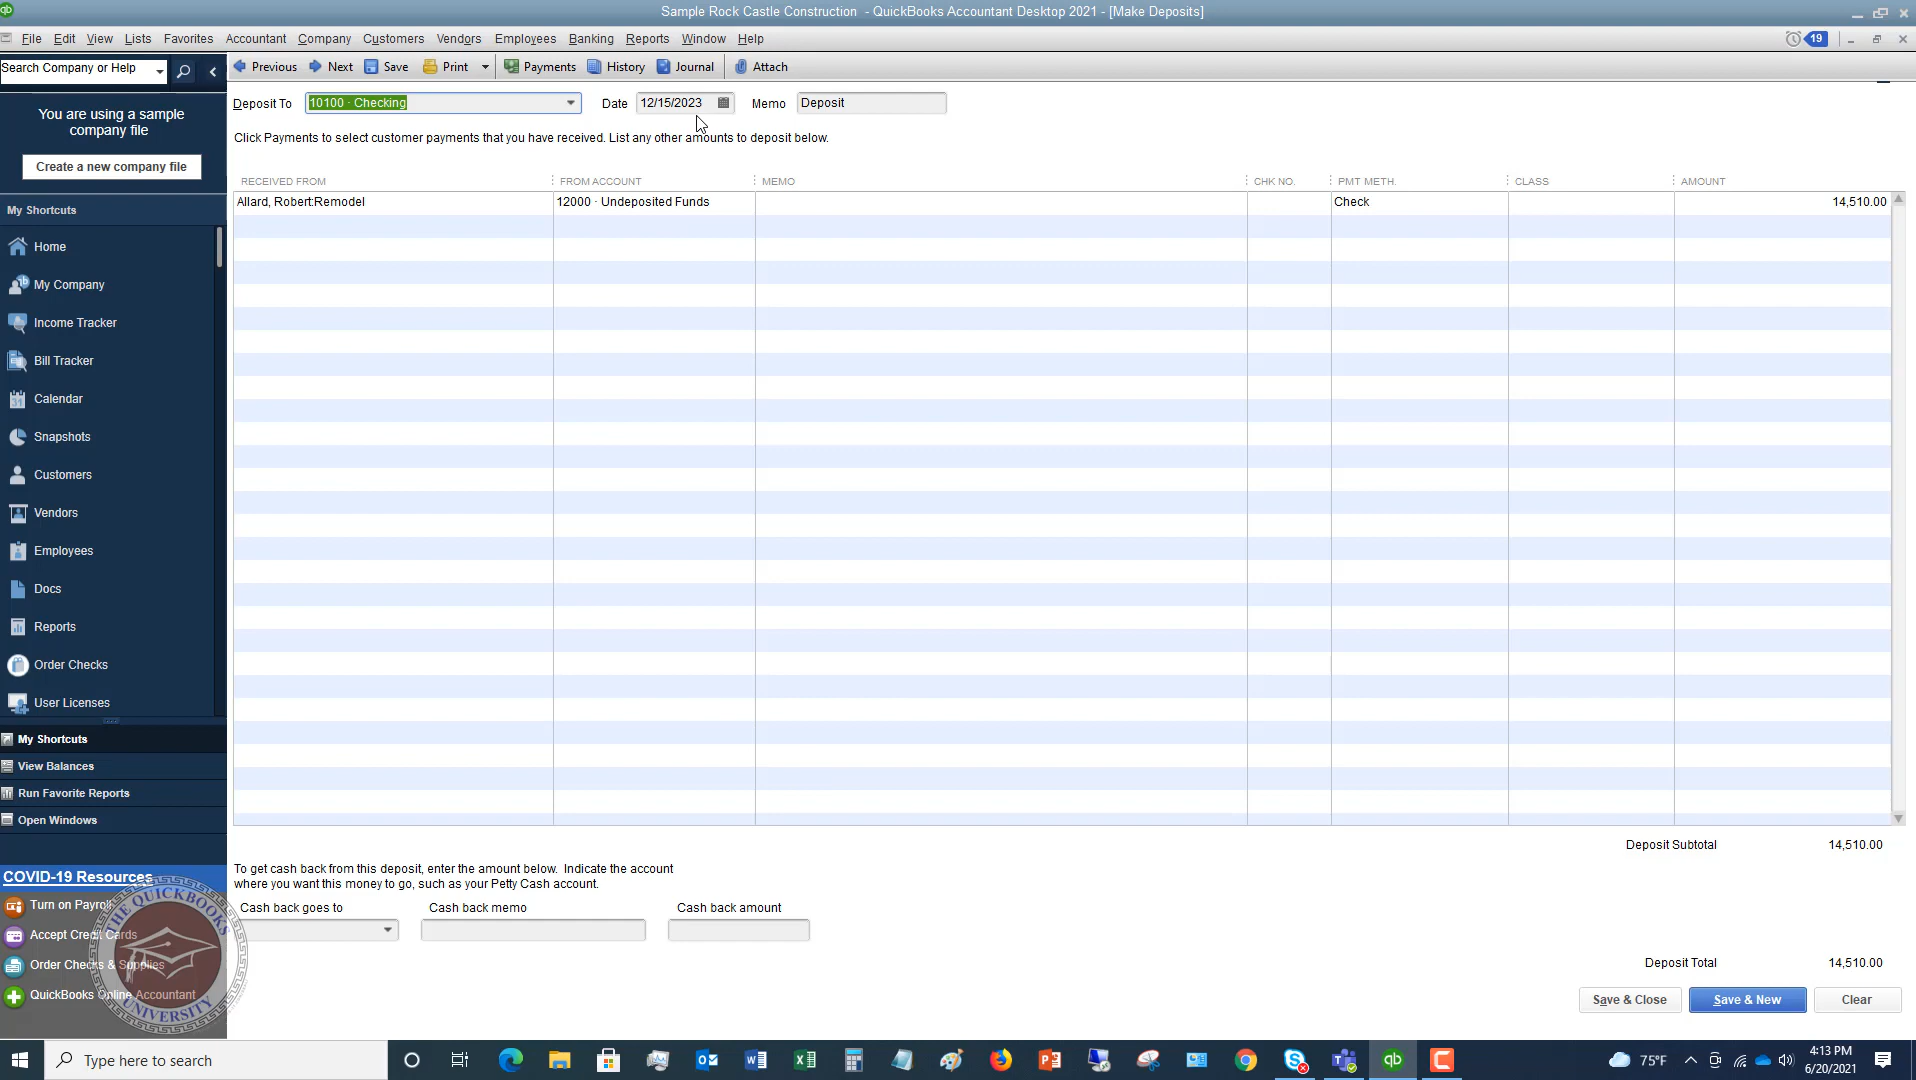 Sample Rock Castle Construction - QuickBooks Accountant Desktop 2021 - [Make Deposits]
File Edit View Lists Favorites Accountant Company Customers Vendors Employees Banking Reports Window Help
19
Search Company or Help
Previous Next Save Print Payments History Journal Attach
You are using a sample
company file
Create a new company file
Deposit To 10100 · Checking Date 12/15/2023 Memo Deposit
Click Payments to select customer payments that you have received. List any other amounts to deposit below.
RECEIVED FROM FROM ACCOUNT MEMO CHK NO. PMT METH. CLASS AMOUNT
Allard, Robert:Remodel 12000 · Undeposited Funds Check 14,510.00
My Shortcuts
Home
My Company
Income Tracker
Bill Tracker
Calendar
Snapshots
Customers
Vendors
Employees
Docs
Reports
Order Checks
User Licenses
My Shortcuts
View Balances
Run Favorite Reports
Open Windows
COVID-19 Resources
Turn on Payroll
Accept Credit Cards
Order Checks & Supplies
QuickBooks Online Accountant
THE QUICKBOOKS
UNIVERSITY
Deposit Subtotal 14,510.00
To get cash back from this deposit, enter the amount below. Indicate the account
where you want this money to go, such as your Petty Cash account.
Cash back goes to Cash back memo Cash back amount
Deposit Total 14,510.00
Save & Close Save & New Clear
Type here to search
75°F
4:13 PM
6/20/2021